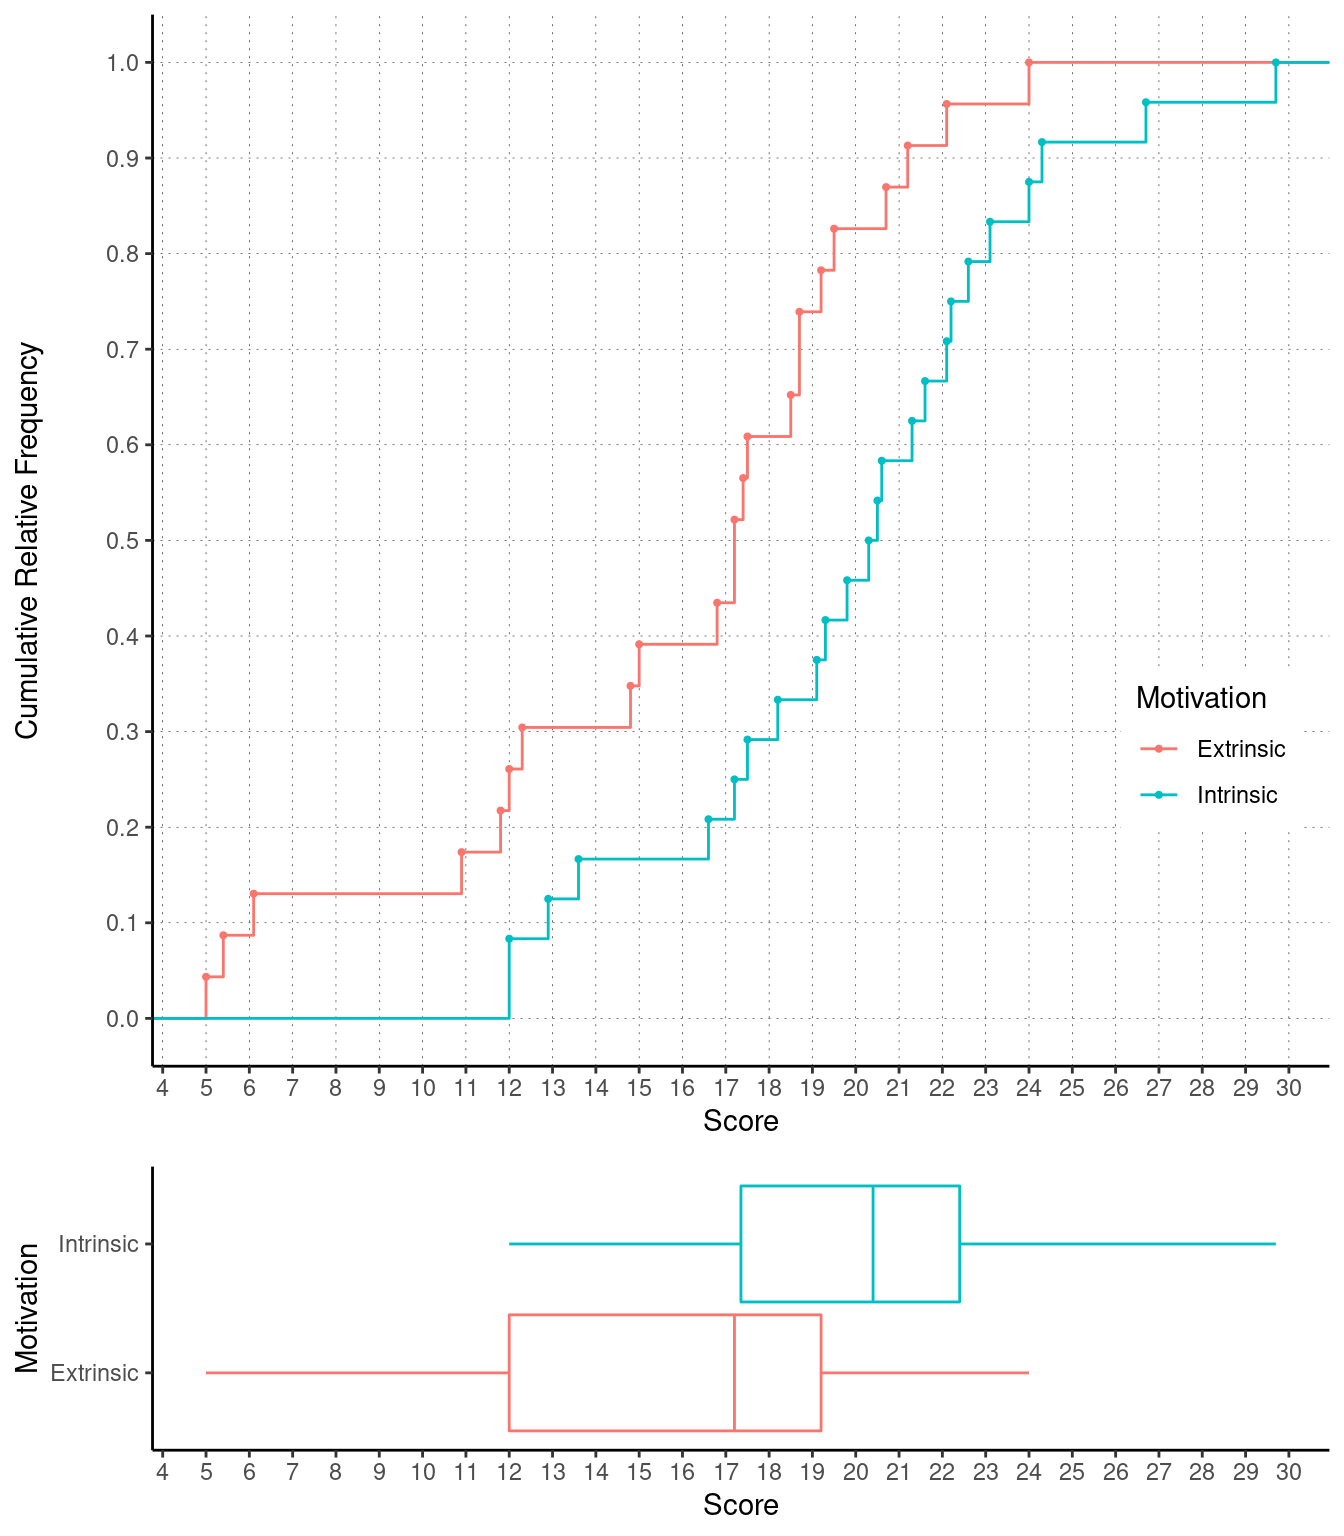 1.0
0.9
0.8
0.7
0.6
0.5
0.4
0.3
0.2
0.1
0.0
Cumulative Relative Frequency
Motivation
Extrinsic
Intrinsic
4 5 6 7 8 9 10 11 12 13 14 15 16 17 18 19 20 21 22 23 24 25 26 27 28 29 30
Score
Motivation
Intrinsic
Extrinsic
4 5 6 7 8 9 10 11 12 13 14 15 16 17 18 19 20 21 22 23 24 25 26 27 28 29 30
Score